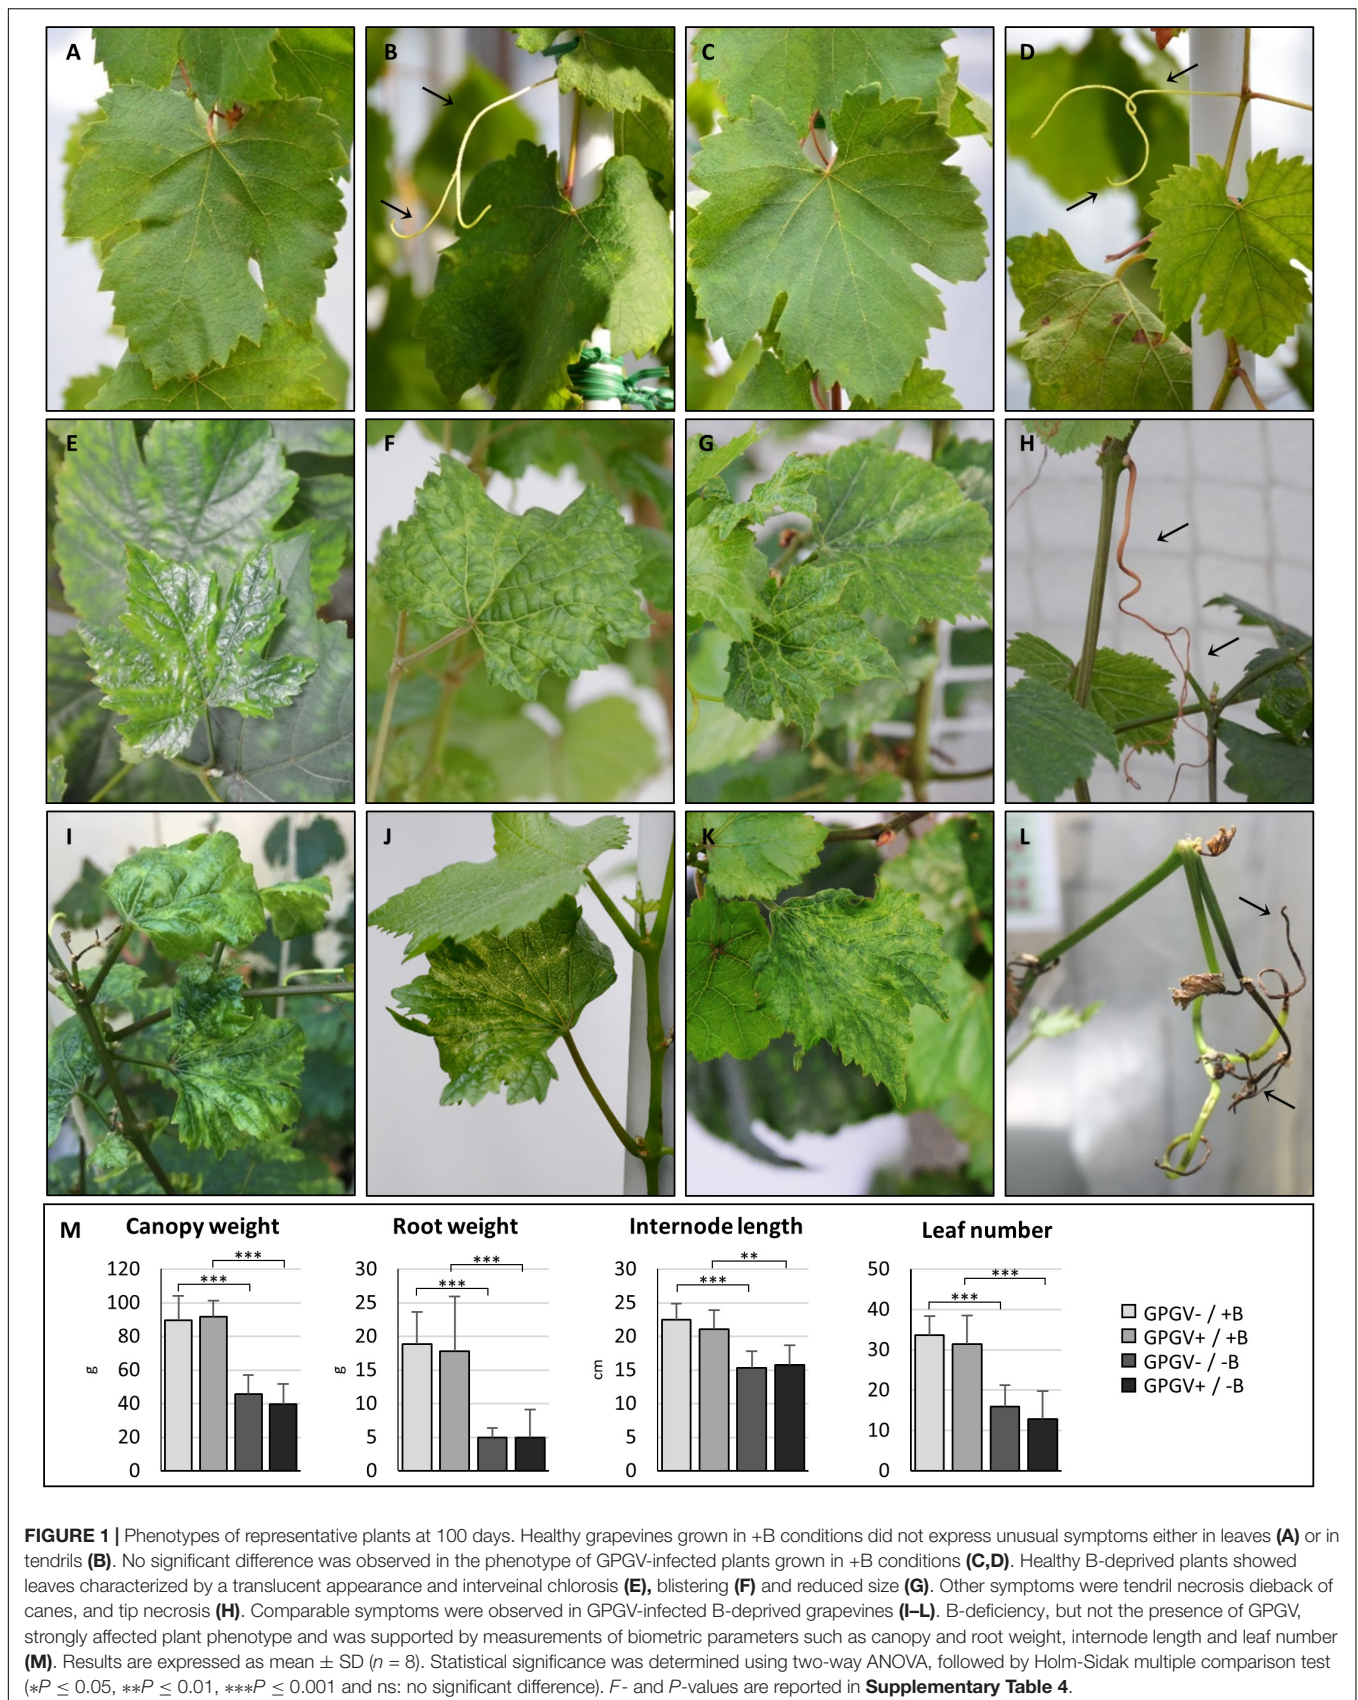 A
B
C
D
E
F
G
H
I
J
K
L
M
Canopy weight
Root weight
Internode length
Leaf number
120
100
80
60
40
20
0
g
***
***
30
25
20
15
10
5
0
g
***
***
30
25
20
15
10
5
0
cm
***
**
50
40
30
20
10
0
***
***
GPGV- / +B
GPGV+ / +B
GPGV- / -B
GPGV+ / -B
FIGURE 1 | Phenotypes of representative plants at 100 days. Healthy grapevines grown in +B conditions did not express unusual symptoms either in leaves (A) or in
tendrils (B). No significant difference was observed in the phenotype of GPGV-infected plants grown in +B conditions (C,D). Healthy B-deprived plants showed
leaves characterized by a translucent appearance and interveinal chlorosis (E), blistering (F) and reduced size (G). Other symptoms were tendril necrosis dieback of
canes, and tip necrosis (H). Comparable symptoms were observed in GPGV-infected B-deprived grapevines (I–L). B-deficiency, but not the presence of GPGV,
strongly affected plant phenotype and was supported by measurements of biometric parameters such as canopy and root weight, internode length and leaf number
(M). Results are expressed as mean ± SD (n = 8). Statistical significance was determined using two-way ANOVA, followed by Holm-Sidak multiple comparison test
(*P ≤ 0.05, **P ≤ 0.01, ***P ≤ 0.001 and ns: no significant difference). F- and P-values are reported in Supplementary Table 4.